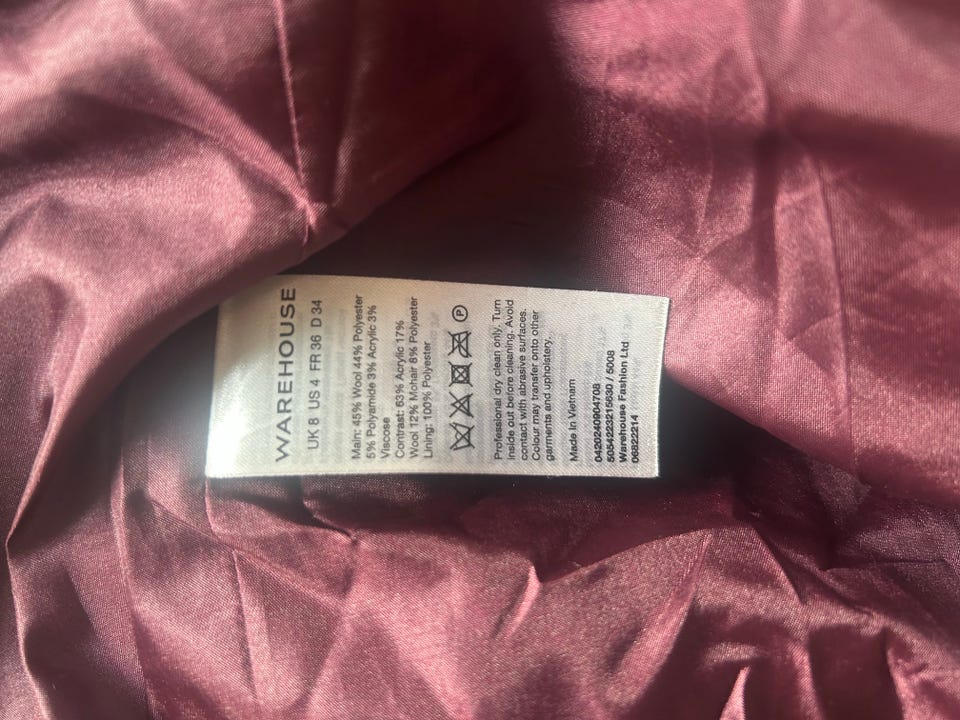 WAREHOUSE
UK 8 US 4 FR 36 D 34
Main: 45% Wool 44% Polyester
5% Polyamide 3% Acrylic 3%
Viscose
Contrast: 63% Acrylic 17%
Wool 12% Mohair 8% Polyester
Lining: 100% Polyester
P
Professional dry clean only. Turn
inside out before cleaning. Avoid
contact with abrasive surfaces.
Colour may transfer onto other
garments and upholstery.
Made in Vietnam
0420240904708
5054223215630 / 5008
Warehouse Fashion Ltd
06822214